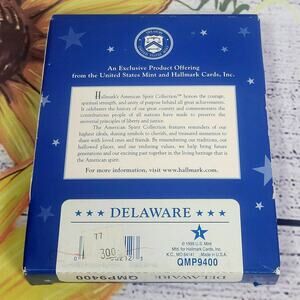 An Exclusive Product Offering
from the United States Mint and Hallmark Cards, Inc.
Hallmark's American Spirit Collection™ honors the courage,
spiritual strength, and unity of purpose behind all great achievements.
It celebrates the history of our great country and commemorates the
contributions people of all nations have made to preserve the
universal principles of liberty and justice.
The American Spirit Collection features reminders of our highest
ideals, sharing symbols to cherish, and treasured mementos
to share with loved ones and friends. By remembering our traditions, our
hallowed places, and our enduring values, we help bring future
generations and our exciting past together in the living heritage that is
the American spirit.
For more information, visit www.hallmark.com.
DELAWARE
77
300
© 1998 U.S. Mint
Mfd. for Hallmark Cards, Inc.
K.C., MO 64141 Made in U.S.A.
QMP9400
QMP9400